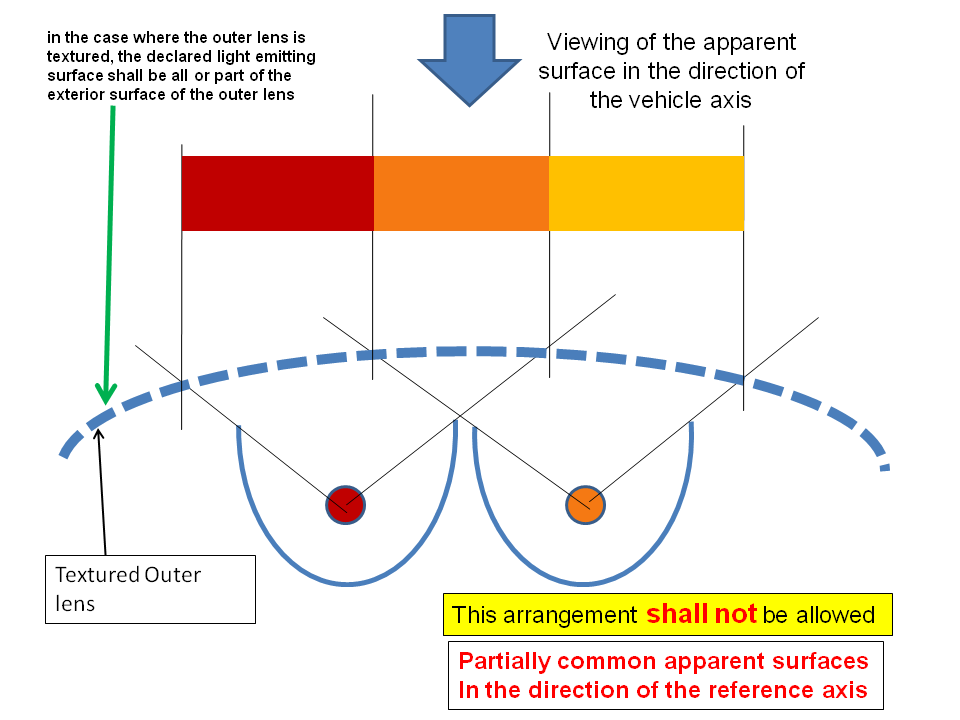 in the case where the outer lens is
textured, the declared light emitting
surface shall be all or part of the
exterior surface of the outer lens
Viewing of the apparent
surface in the direction of
the vehicle axis
Textured Outer
lens
This arrangement shall not be allowed
Partially common apparent surfaces
In the direction of the reference axis